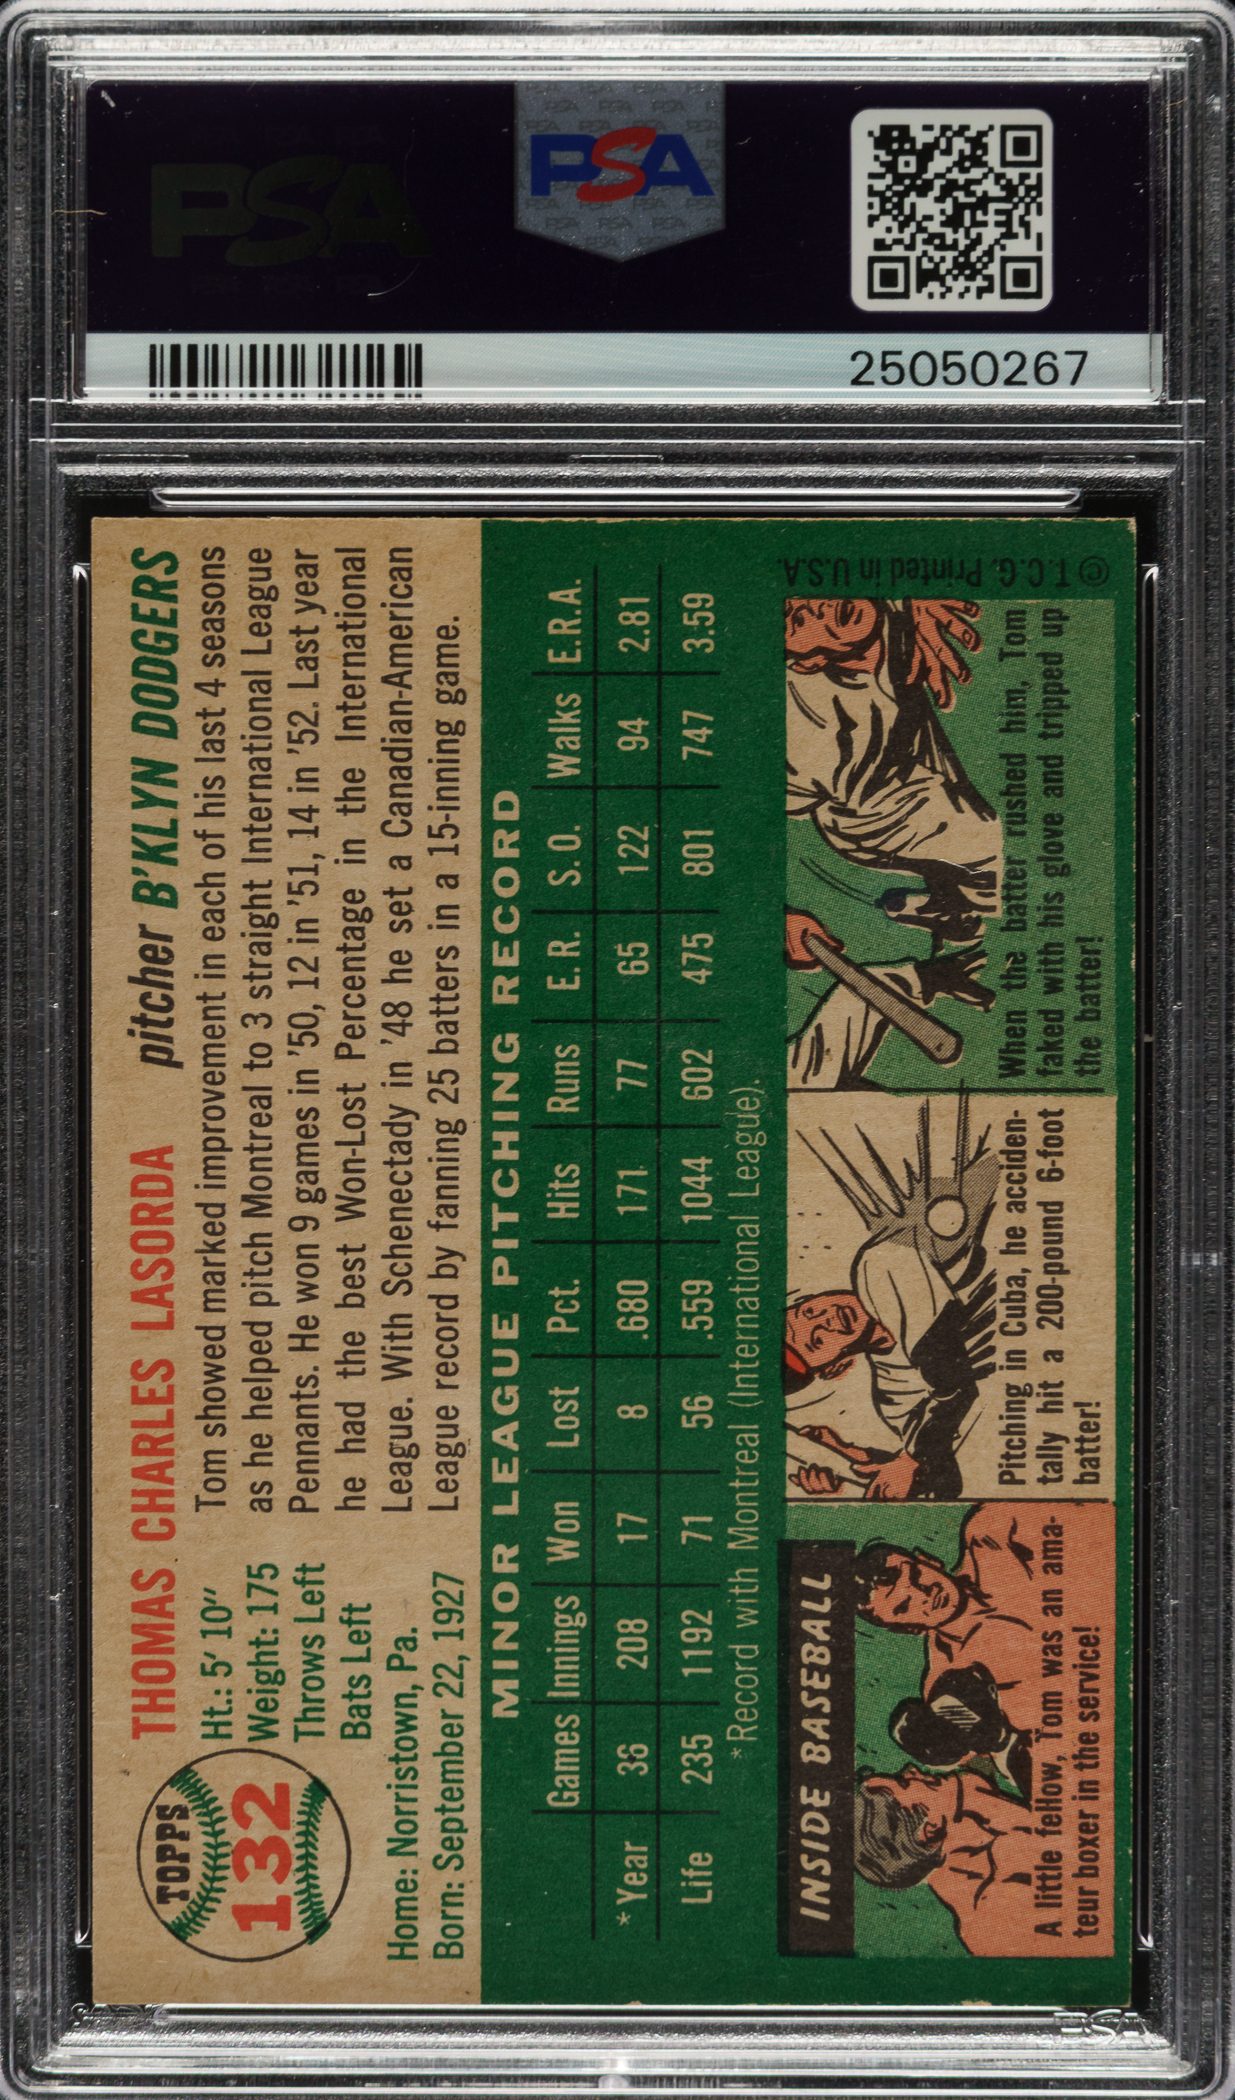 PSA
PSA
25050267
TOPPS
132
THOMAS CHARLES LASORDA pitcher B'KLYN DODGERS
Ht.: 5' 10"
Weight: 175
Throws Left
Bats Left
Home: Norristown, Pa.
Born: September 22, 1927
Tom showed marked improvement in each of his last 4 seasons
as he helped pitch Montreal to 3 straight International League
Pennants. He won 9 games in '50, 12 in '51, 14 in '52. Last year
he had the best Won-Lost Percentage in the International
League. With Schenectady in '48 he set a Canadian-American
League record by fanning 25 batters in a 15-inning game.
MINOR LEAGUE PITCHING RECORD
Games Innings Won Lost Pct. Hits Runs E.R. S.O. Walks E.R.A.
*Year 36 208 17 8 .680 171 77 65 122 94 2.81
Life 235 1192 71 56 .559 1044 602 475 801 747 3.59
*Record with Montreal (International League).
INSIDE BASEBALL
A little fellow, Tom was an ama-
teur boxer in the service!
Pitching in Cuba, he acciden-
tally hit a 200-pound 6-foot
batter!
When the batter rushed him, Tom
faked with his glove and tripped up
the batter!
© T.C.G. Printed in U.S.A.
PSA